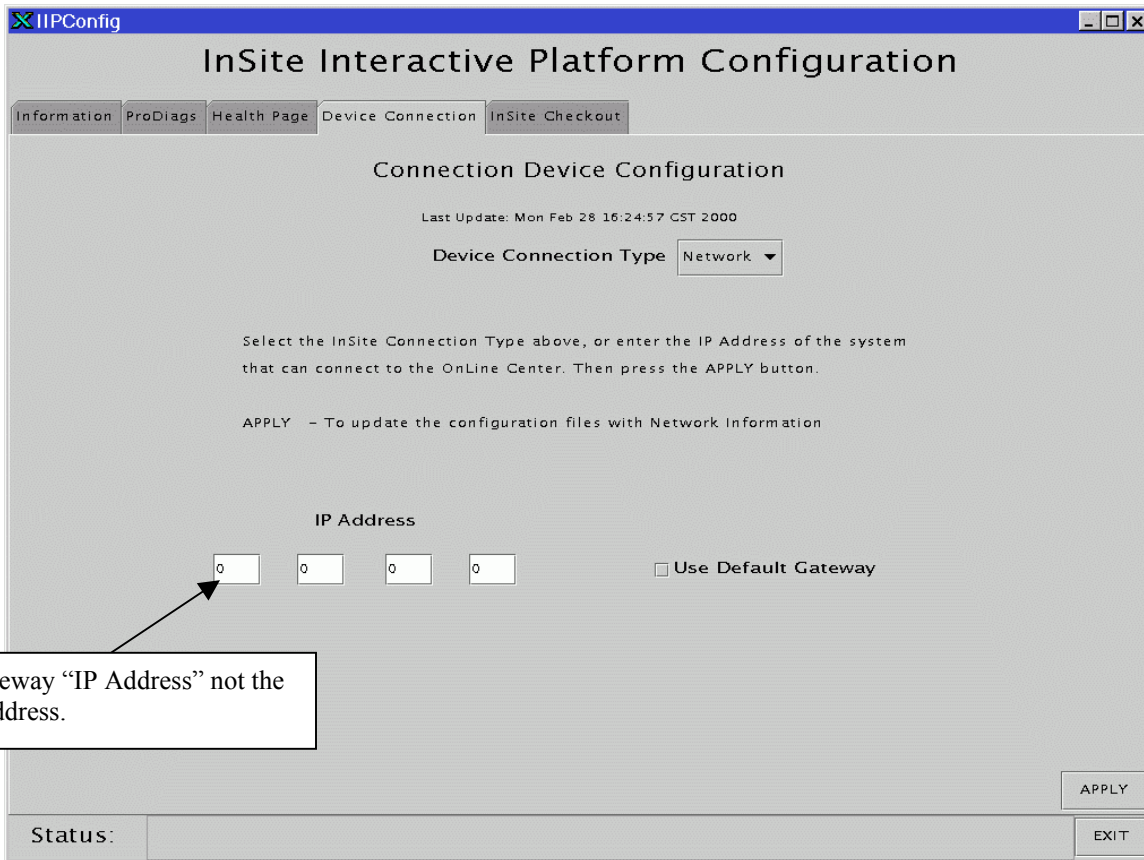 IIPConfig
InSite Interactive Platform Configuration
Information ProDiags Health Page Device Connection InSite Checkout
Connection Device Configuration
Last Update: Mon Feb 28 16:24:57 CST 2000
Device Connection Type Network
Select the InSite Connection Type above, or enter the IP Address of the system
that can connect to the OnLine Center. Then press the APPLY button.
APPLY – To update the configuration files with Network Information
IP Address
0 0 0 0 Use Default Gateway
“IP Address” not the
APPLY
Status:
EXIT